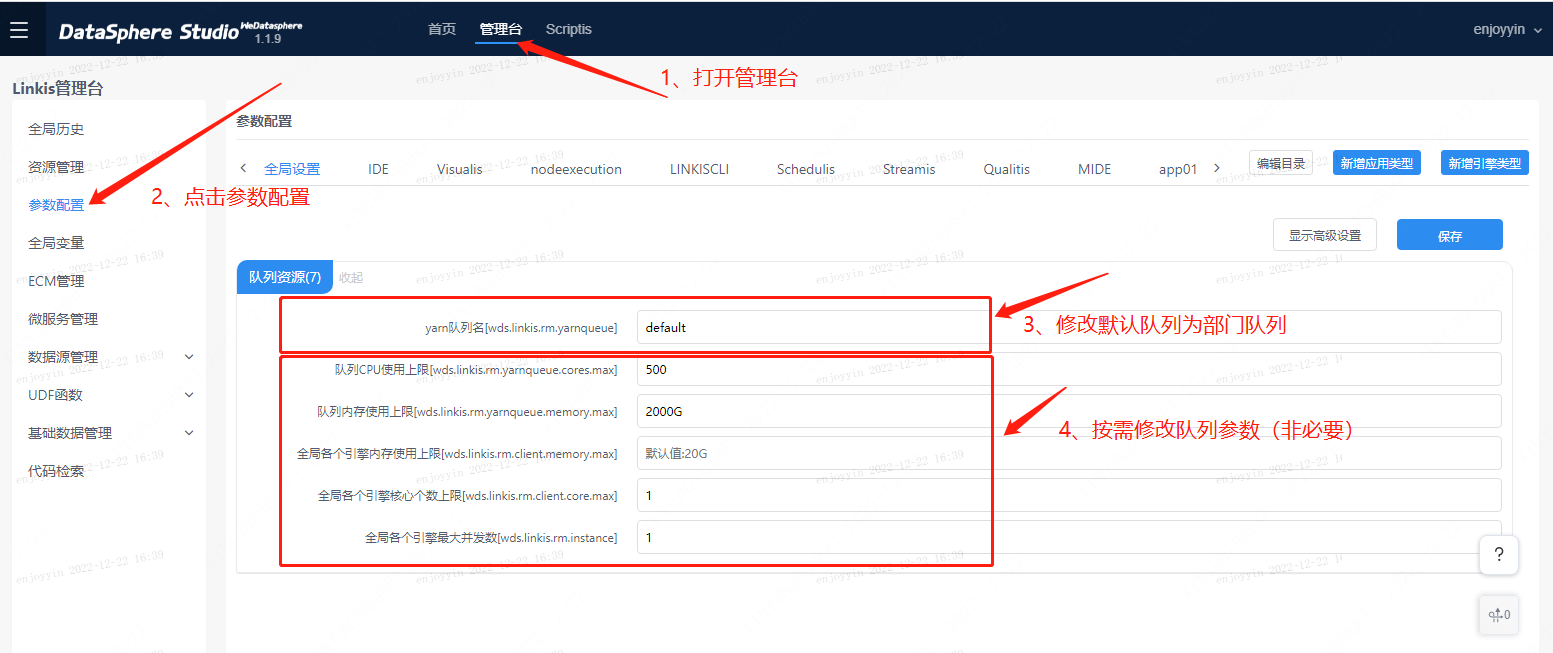 DataSphere Studio WeDatasphere 1.1.9
首页 管理台 Scriptis
enjoyyin
1、打开管理台
Linkis管理台
全局历史
资源管理
参数配置
全局变量
ECM管理
微服务管理
数据源管理
UDF函数
基础数据管理
代码检索
2、点击参数配置
参数配置
全局设置 IDE Visualis nodeexecution LINKISCLI Schedulis Streamis Qualitis MIDE app01
编辑目录 新增应用类型 新增引擎类型
显示高级设置 保存
队列资源(7) 收起
yarn队列名[wds.linkis.rm.yarnqueue] default
3、修改默认队列为部门队列
队列CPU使用上限[wds.linkis.rm.yarnqueue.cores.max] 500
队列内存使用上限[wds.linkis.rm.yarnqueue.memory.max] 2000G
4、按需修改队列参数（非必要）
全局各个引擎内存使用上限[wds.linkis.rm.client.memory.max] 默认值:20G
全局各个引擎核心个数上限[wds.linkis.rm.client.core.max] 1
全局各个引擎最大并发数[wds.linkis.rm.instance] 1
?
0
enjoyyin 2022-12-22 16:39